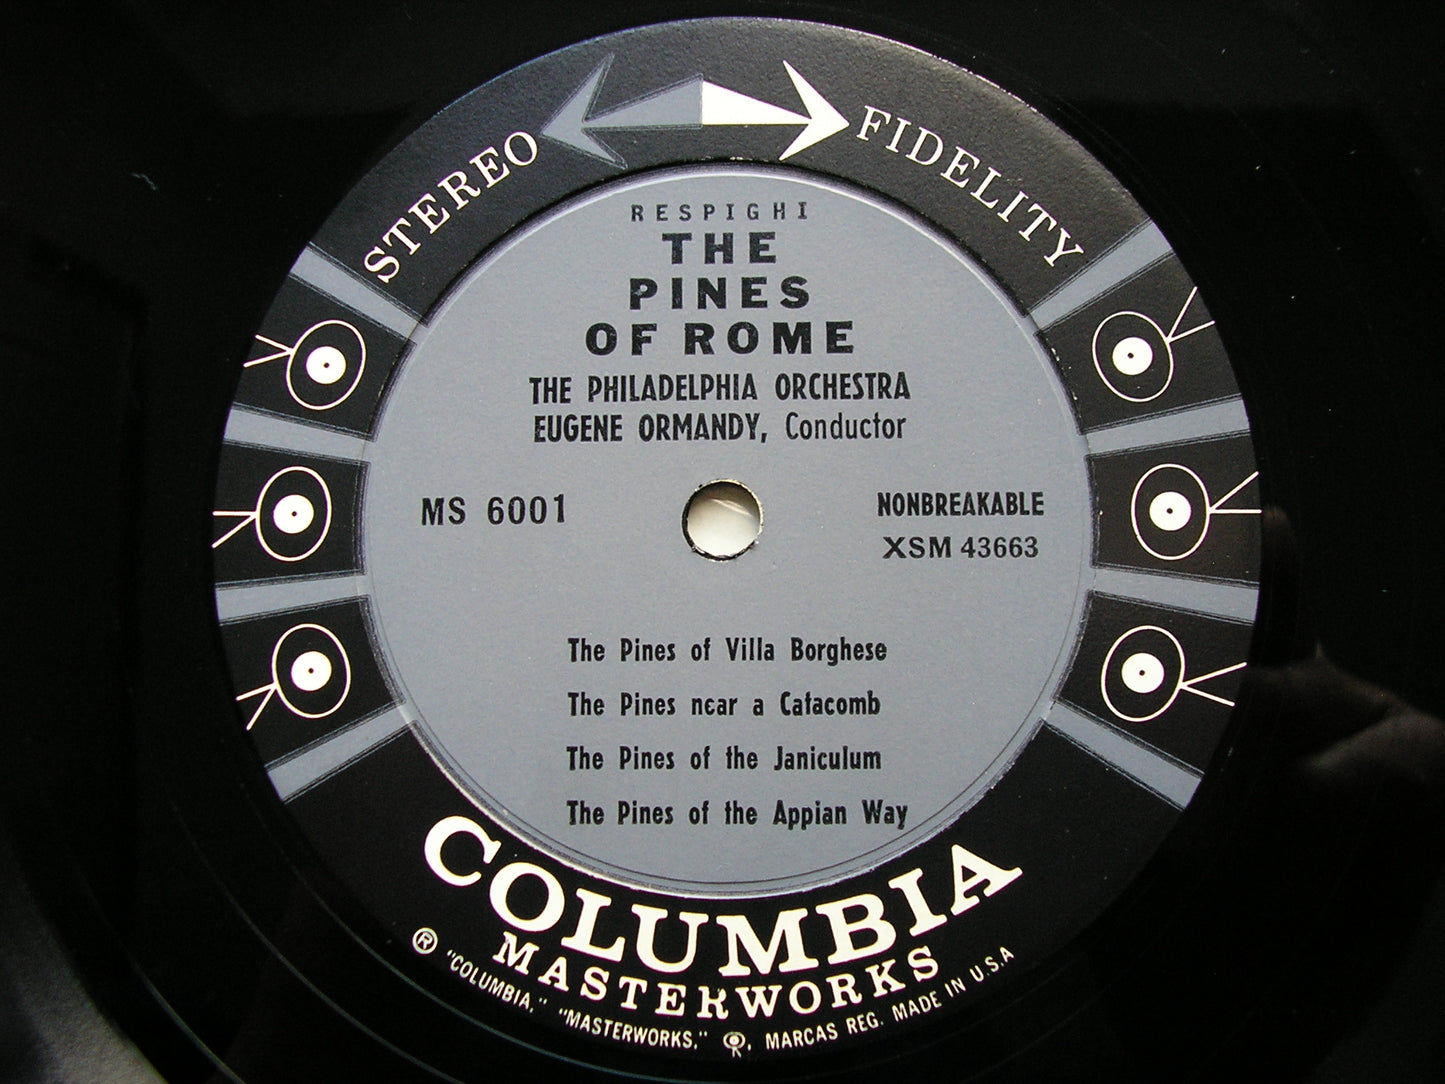 STEREO FIDELITY
RESPIGHI
THE
PINES
OF ROME
THE PHILADELPHIA ORCHESTRA
EUGENE ORMANDY, Conductor
MS 6001
NONBREAKABLE
XSM 43663
The Pines of Villa Borghese
The Pines near a Catacomb
The Pines of the Janiculum
The Pines of the Appian Way
COLUMBIA
MASTERWORKS
® "COLUMBIA," "MASTERWORKS," , MARCAS REG. MADE IN U.S.A